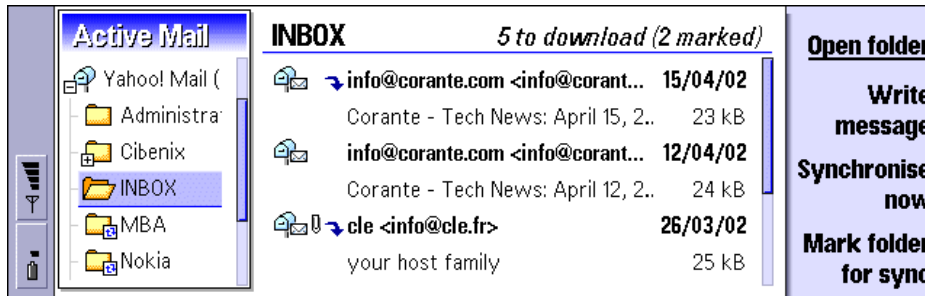 Active Mail
Yahoo! Mail (
Administra
Cibenix
INBOX
MBA
Nokia
INBOX 5 to download (2 marked)
info@corante.com <info@corant... 15/04/02
Corante - Tech News: April 15, 2.. 23 kB
info@corante.com <info@corant... 12/04/02
Corante - Tech News: April 12, 2.. 24 kB
cle <info@cle.fr> 26/03/02
your host family 25 kB
Open folder
Write
message
Synchronise
now
Mark folder
for sync